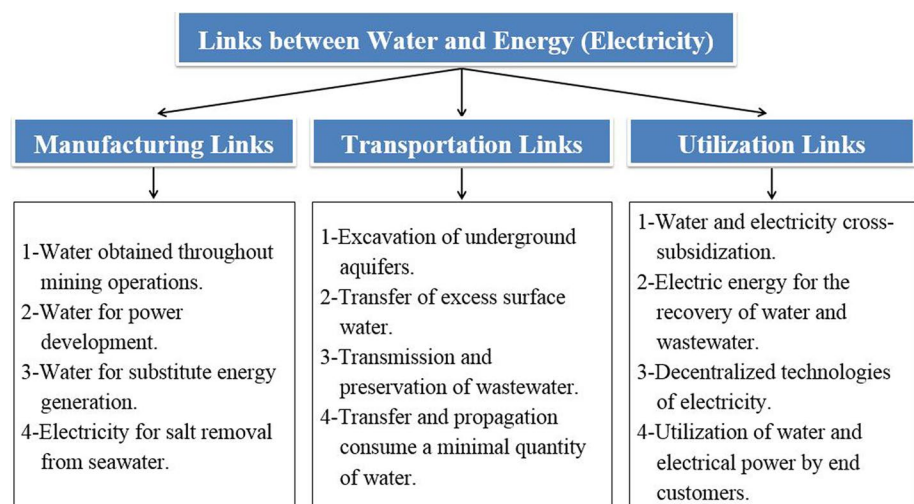 Links between Water and Energy (Electricity)
Manufacturing Links
1-Water obtained throughout
mining operations.
2-Water for power
development.
3-Water for substitute energy
generation.
4-Electricity for salt removal
from seawater.
Transportation Links
1-Excavation of underground
aquifers.
2-Transfer of excess surface
water.
3-Transmission and
preservation of wastewater.
4-Transfer and propagation
consume a minimal quantity
of water.
Utilization Links
1-Water and electricity cross-
subsidization.
2-Electric energy for the
recovery of water and
wastewater.
3-Decentralized technologies
of electricity.
4-Utilization of water and
electrical power by end
customers.